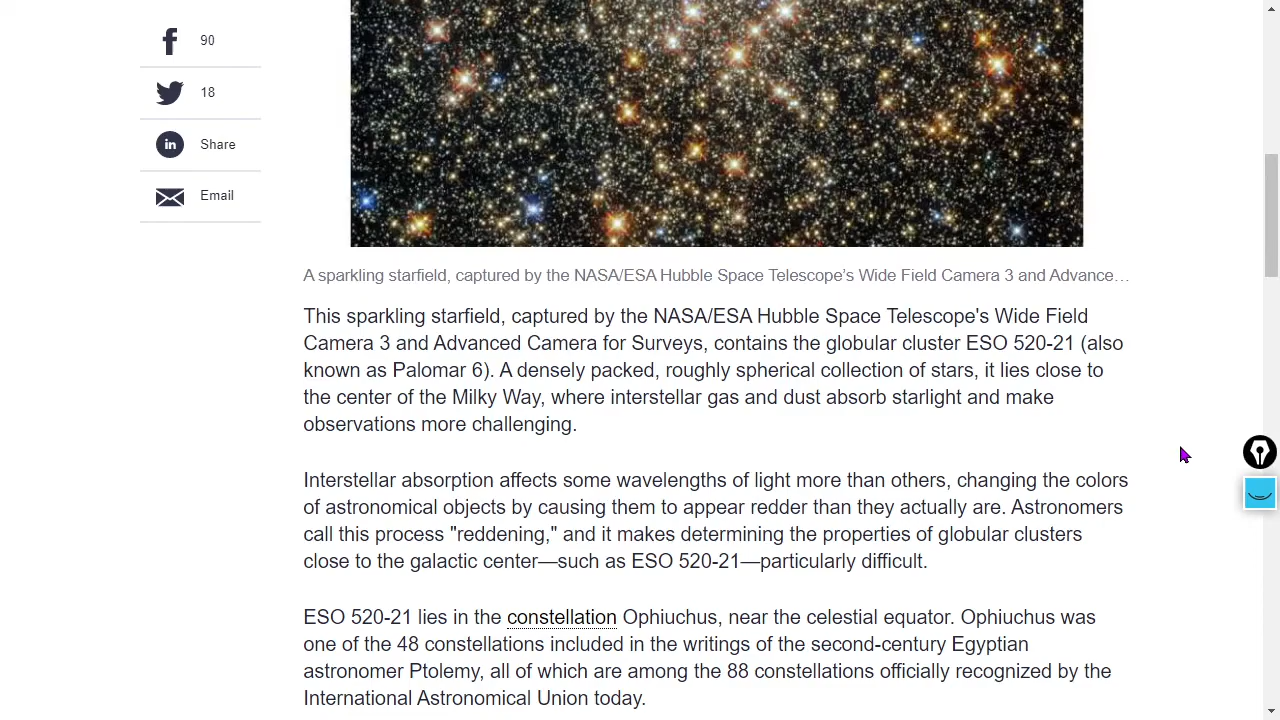 90
18
in Share
Email
A sparkling starfield, captured by the NASA/ESA Hubble Space Telescope’s Wide Field Camera 3 and Advance…
This sparkling starfield, captured by the NASA/ESA Hubble Space Telescope's Wide Field
Camera 3 and Advanced Camera for Surveys, contains the globular cluster ESO 520-21 (also
known as Palomar 6). A densely packed, roughly spherical collection of stars, it lies close to
the center of the Milky Way, where interstellar gas and dust absorb starlight and make
observations more challenging.
Interstellar absorption affects some wavelengths of light more than others, changing the colors
of astronomical objects by causing them to appear redder than they actually are. Astronomers
call this process "reddening," and it makes determining the properties of globular clusters
close to the galactic center—such as ESO 520-21—particularly difficult.
ESO 520-21 lies in the constellation Ophiuchus, near the celestial equator. Ophiuchus was
one of the 48 constellations included in the writings of the second-century Egyptian
astronomer Ptolemy, all of which are among the 88 constellations officially recognized by the
International Astronomical Union today.